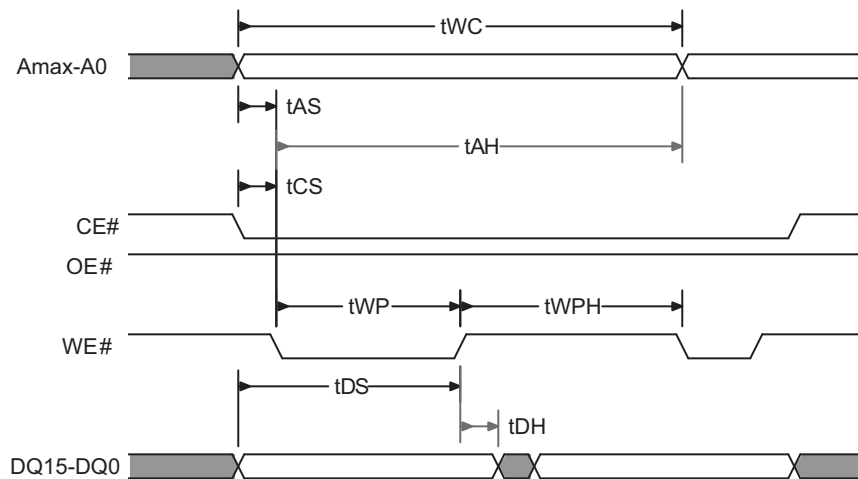 tWC
Amax-A0
tAS
tAH
tCS
CE#
OE#
tWP
tWPH
WE#
tDS
tDH
DQ15-DQ0